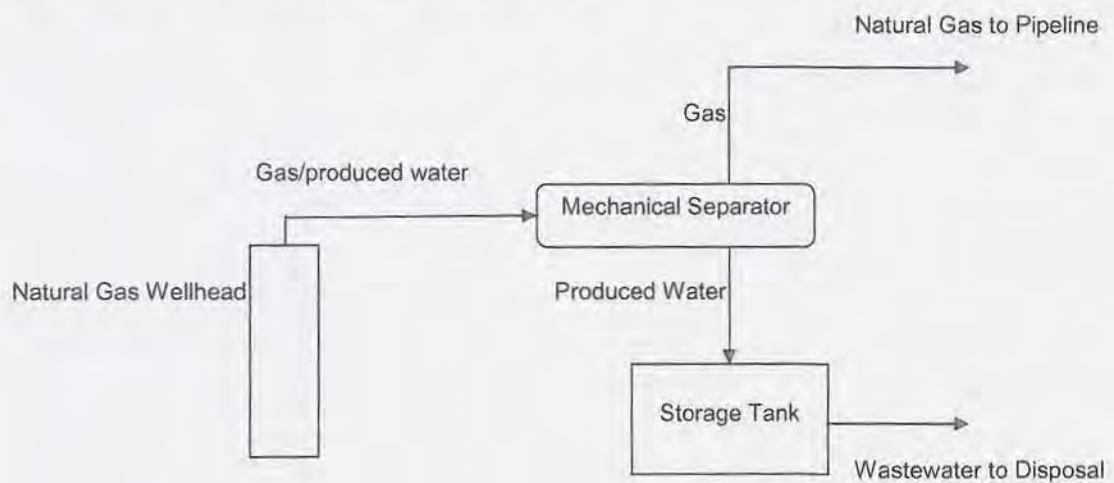 Natural Gas to Pipeline
Gas
Gas/produced water
Mechanical Separator
Natural Gas Wellhead
Produced Water
Storage Tank
Wastewater to Disposal